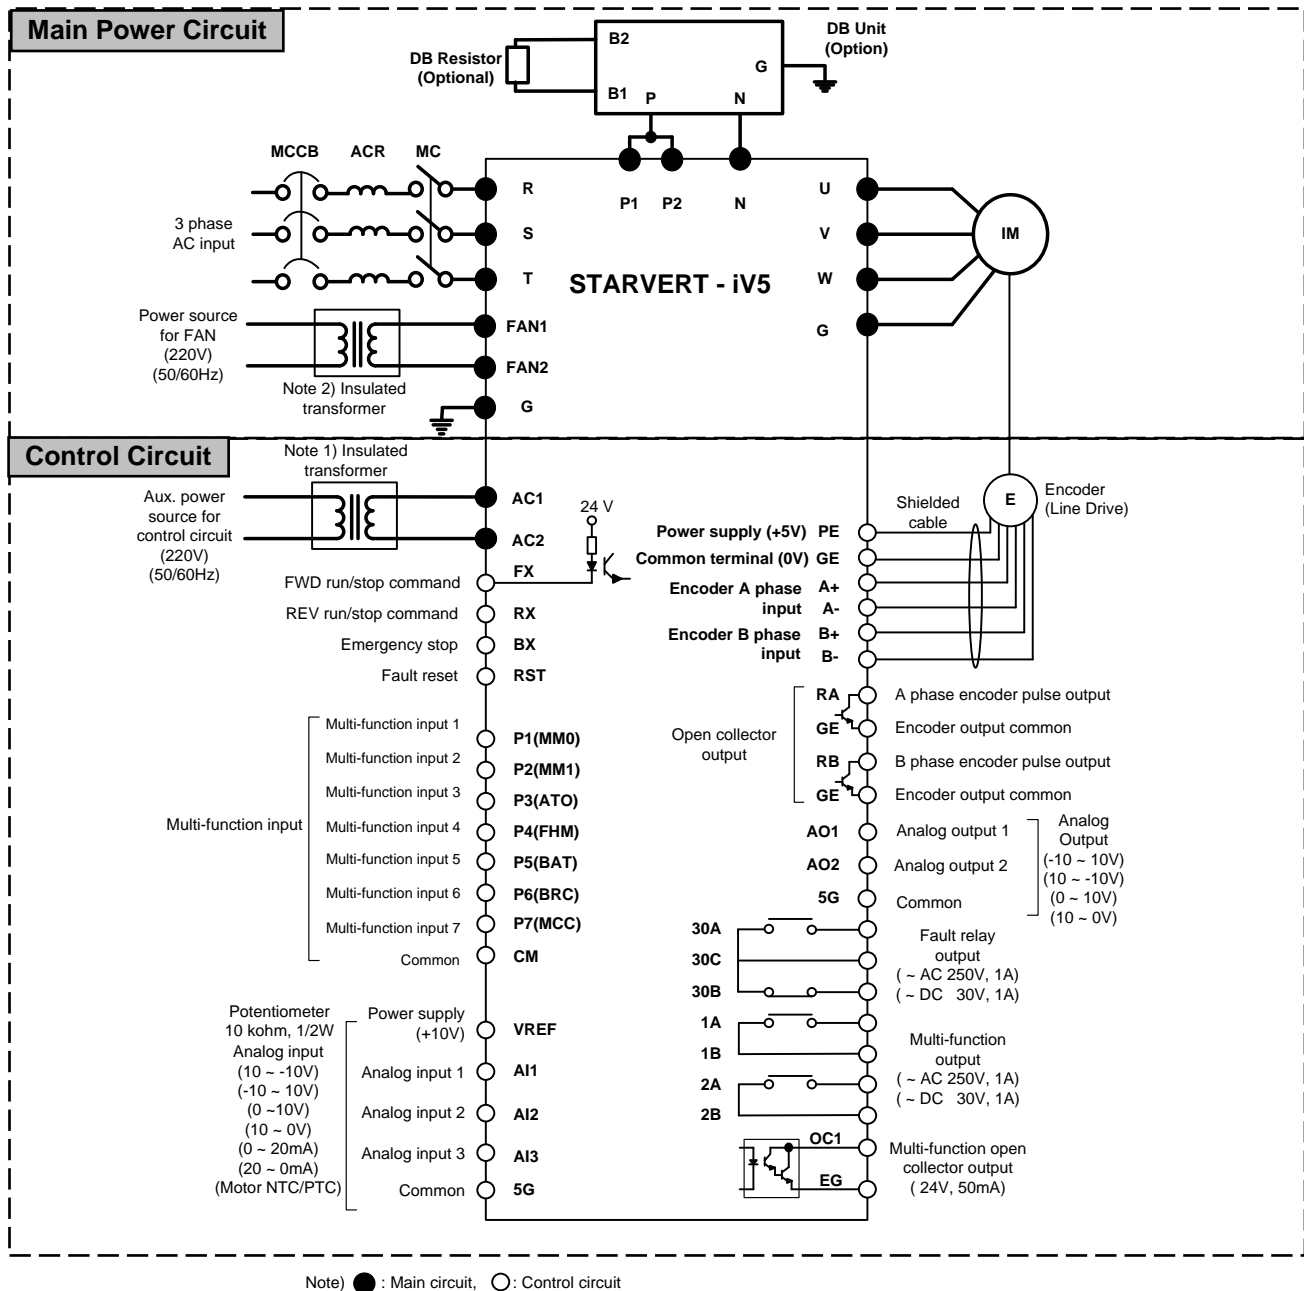 Main Power Circuit
DB Resistor
(Optional)
B2
B1
P
N
G
DB Unit
(Option)
MCCB
ACR
MC
3 phase
AC input
R
S
T
P1
P2
N
U
V
W
G
IM
STARVERT - iV5
Power source
for FAN
(220V)
(50/60Hz)
Note 2) Insulated
transformer
FAN1
FAN2
G
Control Circuit
Note 1) Insulated
transformer
Aux. power
source for
control circuit
(220V)
(50/60Hz)
AC1
AC2
24 V
FWD run/stop command
FX
REV run/stop command
RX
Emergency stop
BX
Fault reset
RST
Multi-function input
Multi-function input 1
P1(MM0)
Multi-function input 2
P2(MM1)
Multi-function input 3
P3(ATO)
Multi-function input 4
P4(FHM)
Multi-function input 5
P5(BAT)
Multi-function input 6
P6(BRC)
Multi-function input 7
P7(MCC)
Common
CM
Potentiometer
10 kohm, 1/2W
Analog input
(10 ~ -10V)
(-10 ~ 10V)
(0 ~10V)
(10 ~ 0V)
(0 ~ 20mA)
(20 ~ 0mA)
(Motor NTC/PTC)
Power supply
(+10V)
VREF
Analog input 1
AI1
Analog input 2
AI2
Analog input 3
AI3
Common
5G
Shielded
cable
E
Encoder
(Line Drive)
Power supply (+5V) PE
Common terminal (0V) GE
Encoder A phase
input
A+
A-
Encoder B phase
input
B+
B-
Open collector
output
RA
A phase encoder pulse output
GE
Encoder output common
RB
B phase encoder pulse output
GE
Encoder output common
AO1
Analog output 1
AO2
Analog output 2
5G
Common
Analog
Output
(-10 ~ 10V)
(10 ~ -10V)
(0 ~ 10V)
(10 ~ 0V)
30A
30C
30B
Fault relay
output
( ~ AC 250V, 1A)
( ~ DC 30V, 1A)
1A
1B
2A
2B
Multi-function
output
( ~ AC 250V, 1A)
( ~ DC 30V, 1A)
OC1
EG
Multi-function open
collector output
( 24V, 50mA)
Note) : Main circuit, : Control circuit